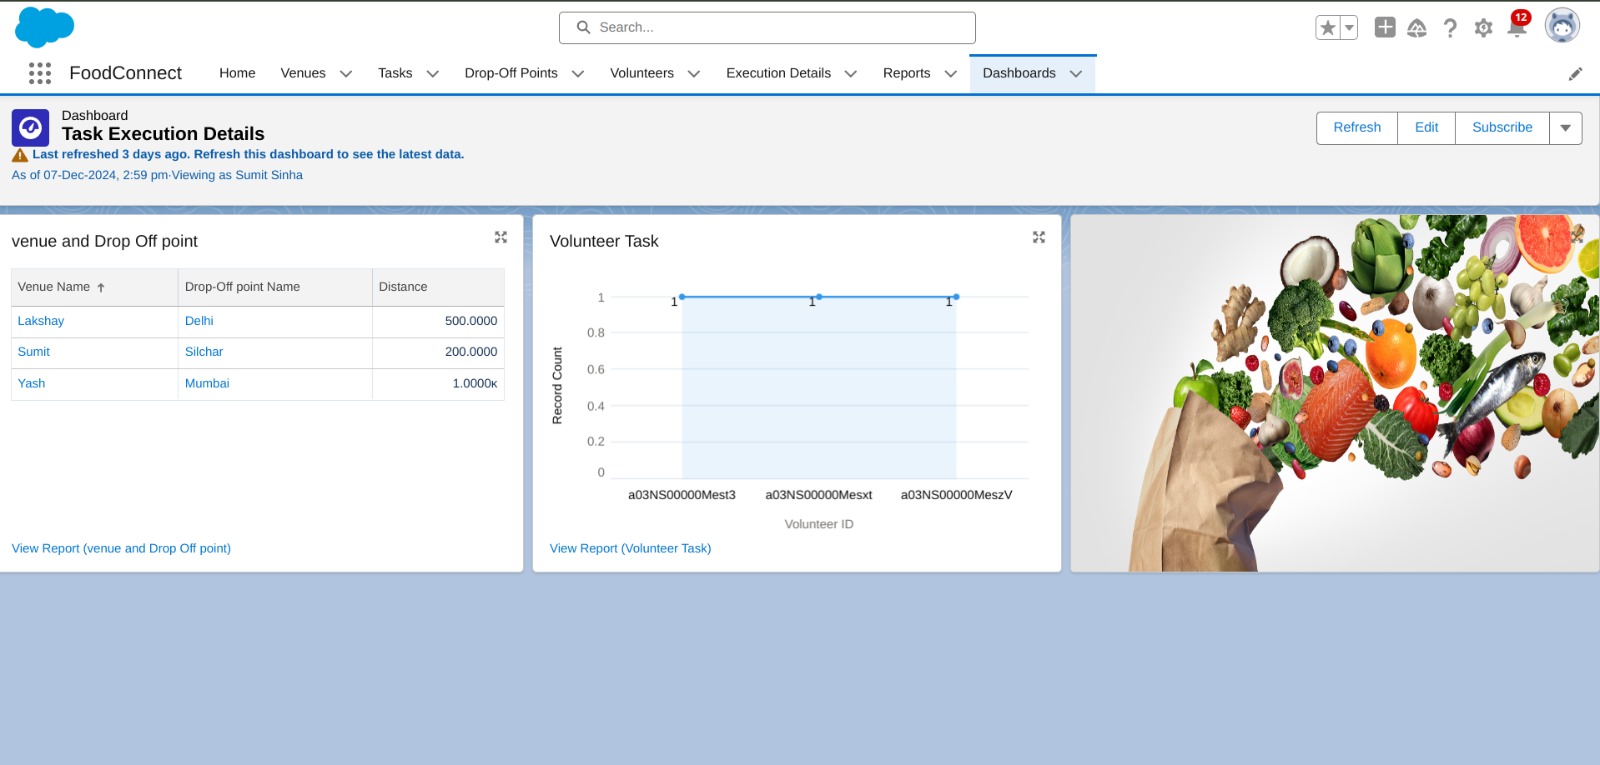 Search...
12
FoodConnect Home Venues Tasks Drop-Off Points Volunteers Execution Details Reports Dashboards
Dashboard
Task Execution Details
Last refreshed 3 days ago. Refresh this dashboard to see the latest data.
As of 07-Dec-2024, 2:59 pm·Viewing as Sumit Sinha
Refresh Edit Subscribe
venue and Drop Off point
Venue Name ↑ Drop-Off point Name Distance
Lakshay Delhi 500.0000
Sumit Silchar 200.0000
Yash Mumbai 1.0000K
View Report (venue and Drop Off point)
Volunteer Task
Record Count
1
0.8
0.6
0.4
0.2
0
1 1 1
a03NS00000Mest3 a03NS00000Mesxt a03NS00000MeszV
Volunteer ID
View Report (Volunteer Task)